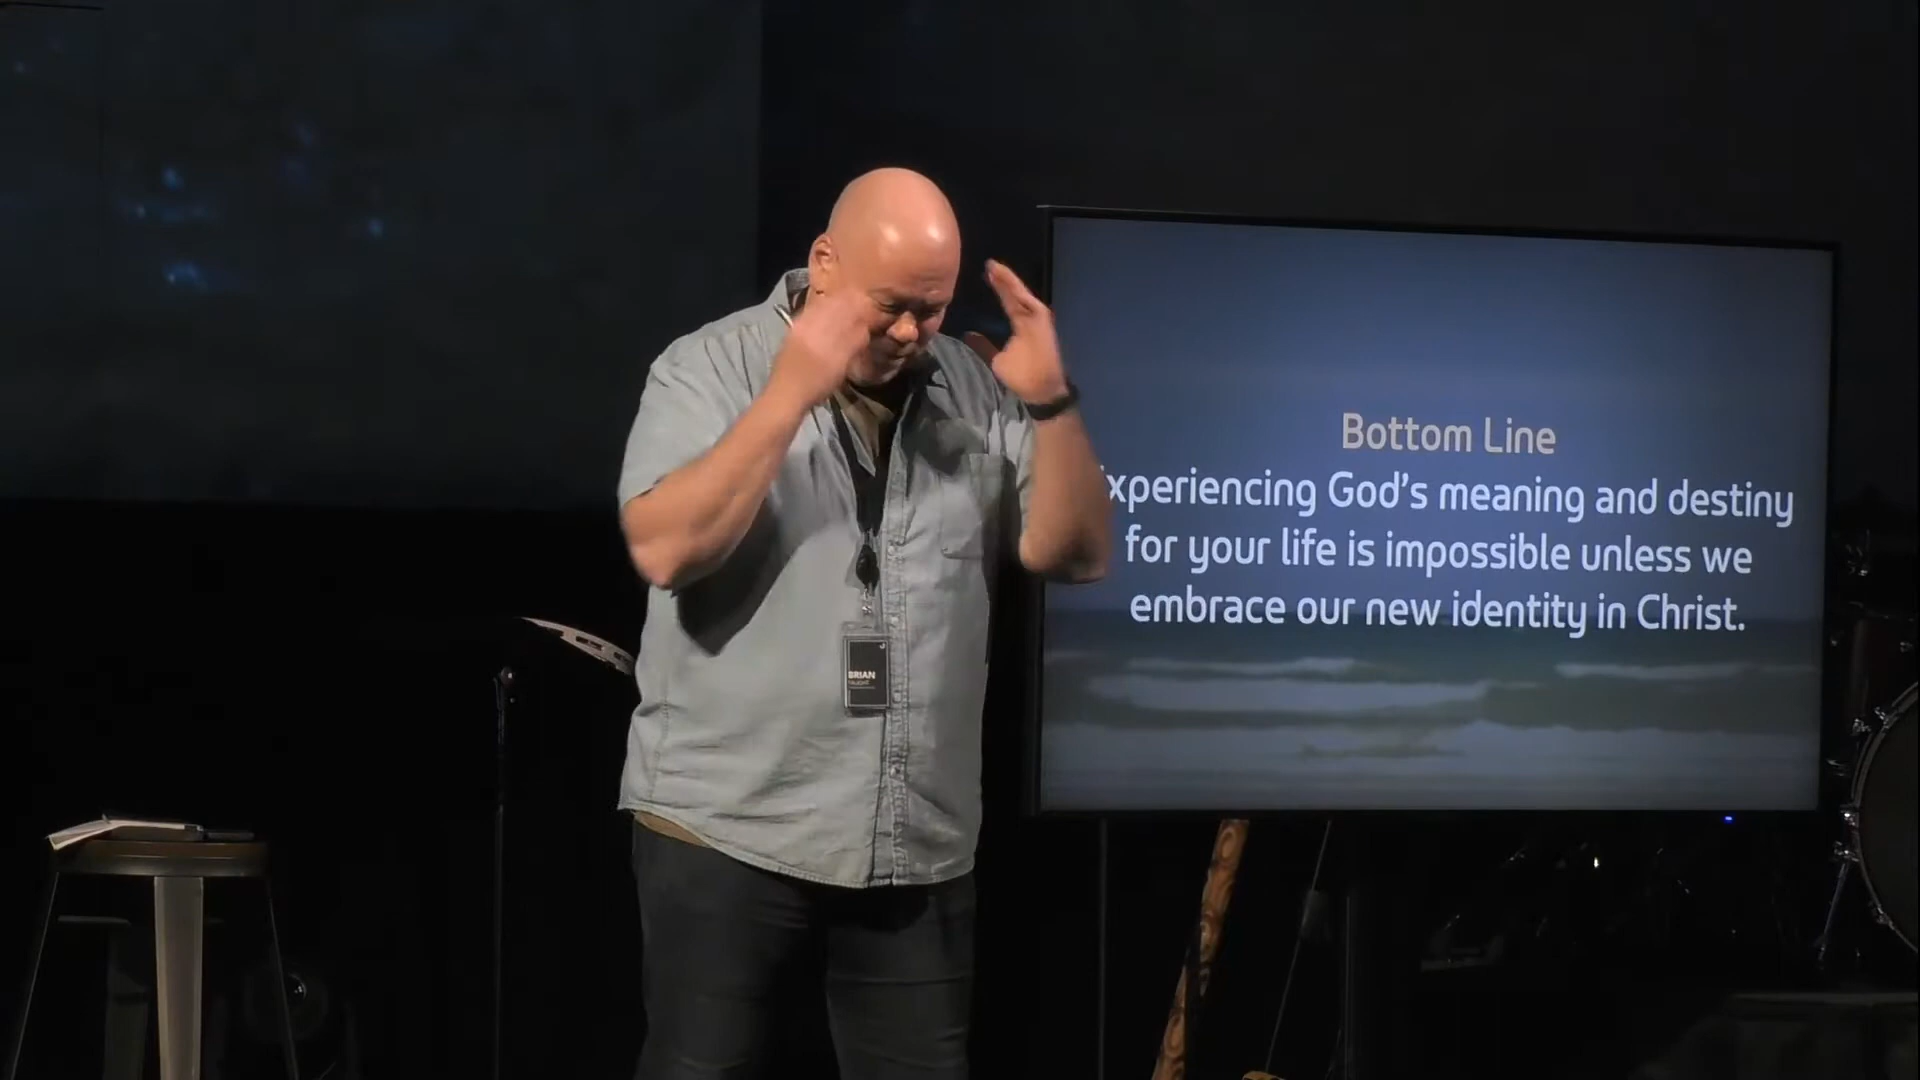 Bottom Line
xperiencing God's meaning and destiny
for your life is impossible unless we
embrace our new identity in Christ.
BRIAN